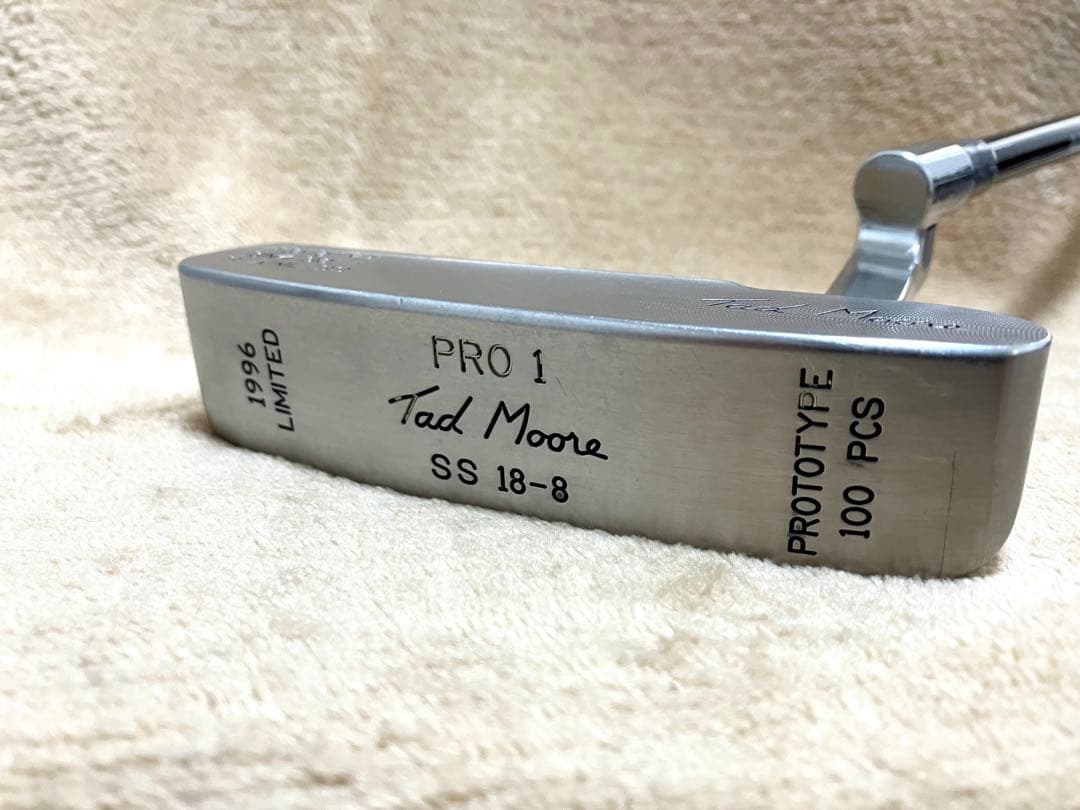 1996
LIMITED
PRO 1
Tad Moore
SS 18-8
PROTOTYPE
100 PCS
Tad Moore